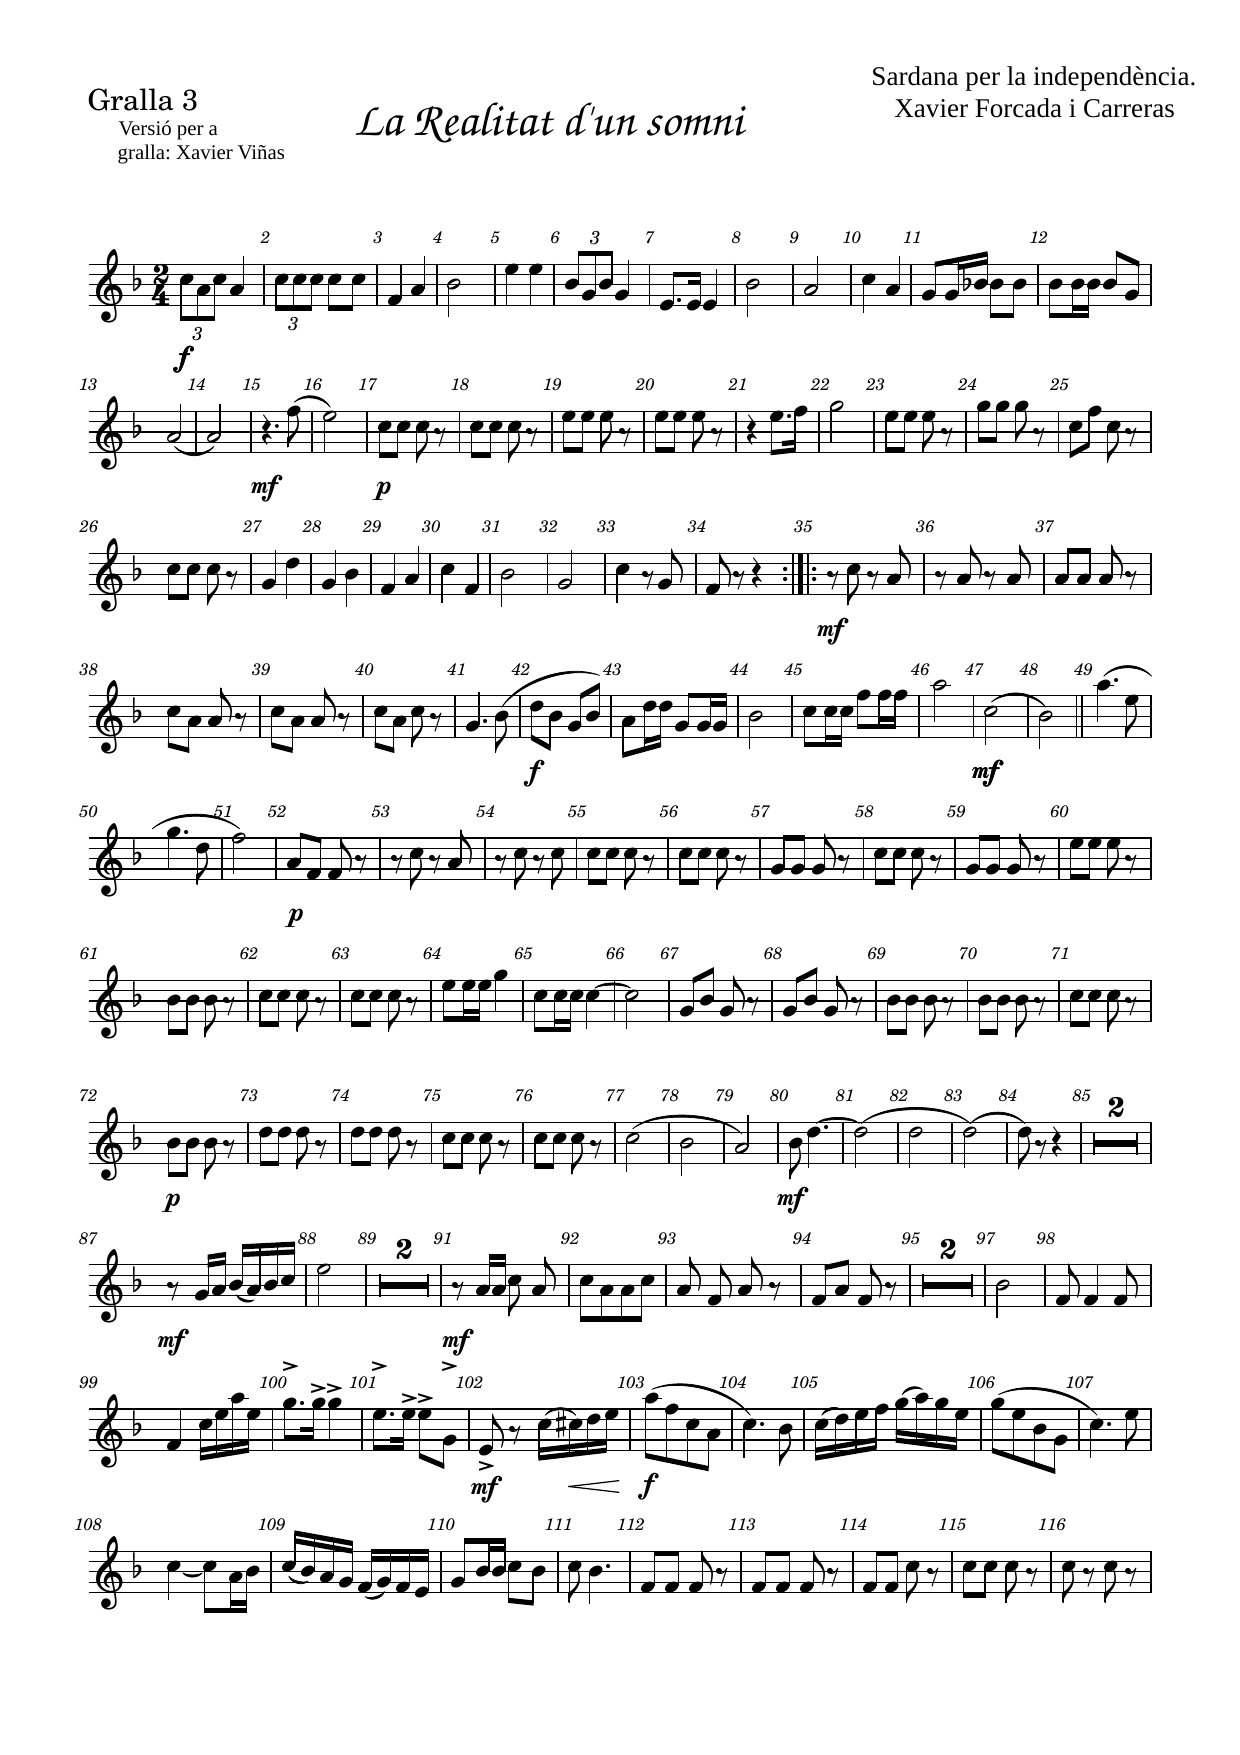 Sardana per la independència.
Gralla 3
Xavier Forcada i Carreras
La Realitat d'un somni
Versió per a
gralla: Xavier Viñas
2 3 4 5 6 3 7 8 9 10 11 12
2
4
3 3
f
13 14 15 16 17 18 19 20 21 22 23 24 25
mf p
26 27 28 29 30 31 32 33 34 35 36 37
mf
38 39 40 41 42 43 44 45 46 47 48 49
f mf
50 51 52 53 54 55 56 57 58 59 60
p
61 62 63 64 65 66 67 68 69 70 71
72 73 74 75 76 77 78 79 80 81 82 83 84 85
2
p mf
87 88 89 91 92 93 94 95 97 98
2 2
mf mf
99 100 101 102 103 104 105 106 107
mf f
108 109 110 111 112 113 114 115 116